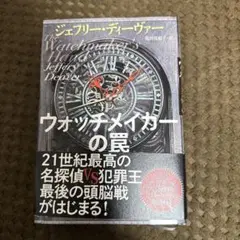 ジェフリー・ディーヴァー
The
Watchmaker's
Hand
Jeffery
Deaver
ウォッチメイカー
の罠
21世紀最高の
名探偵VS犯罪王
最後の頭脳戦
がはじまる!